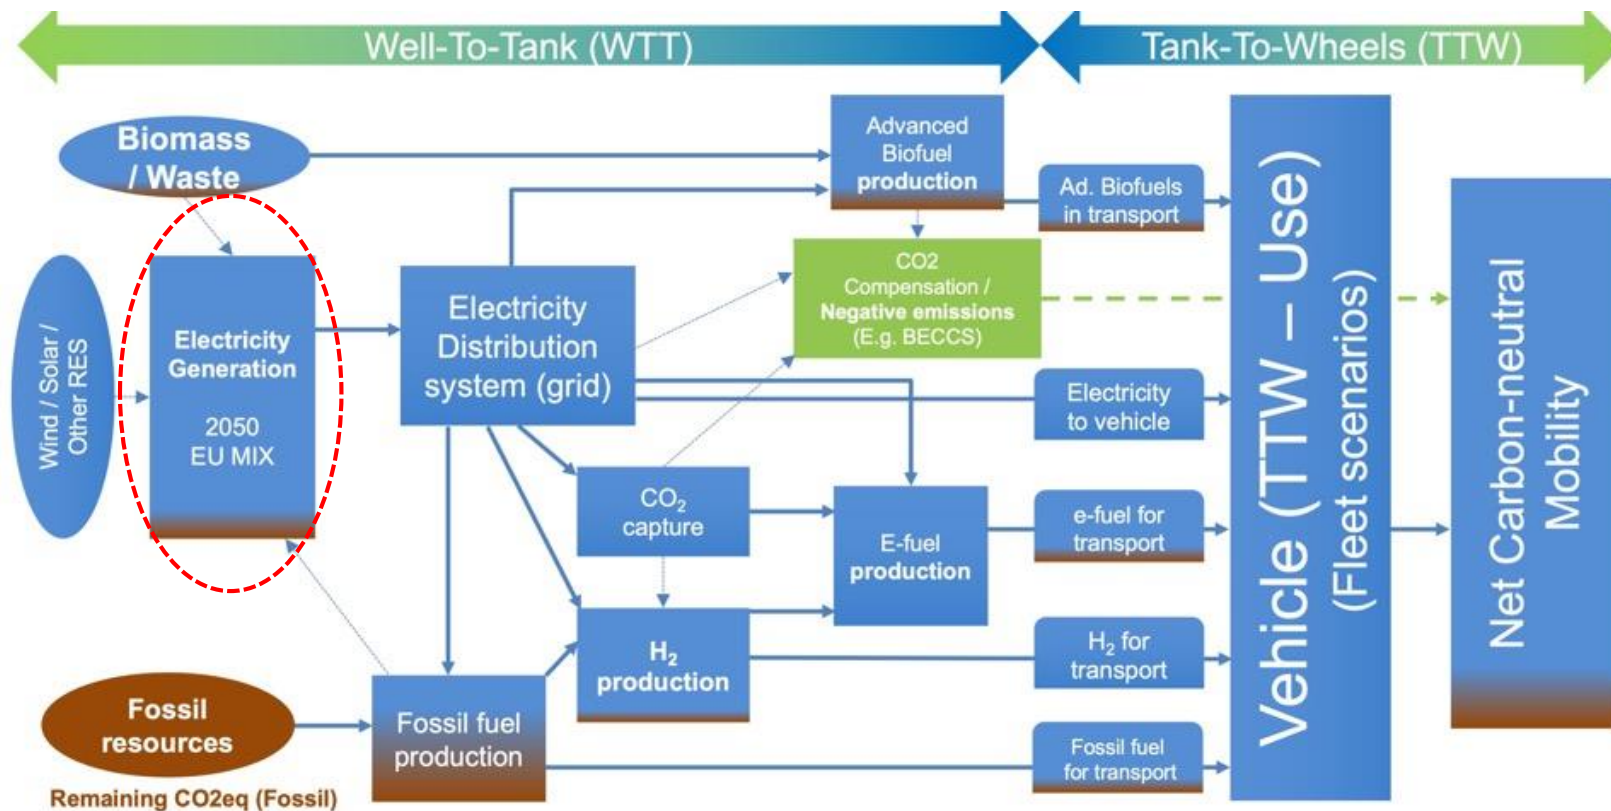 Well-To-Tank (WTT)
Tank-To-Wheels (TTW)
Biomass
/ Waste
Advanced
Biofuel
production
Ad. Biofuels
in transport
Wind / Solar /
Other RES
Electricity
Generation
2050
EU MIX
Electricity
Distribution
system (grid)
CO2
Compensation /
Negative emissions
(E.g. BECCS)
Electricity
to vehicle
CO₂
capture
E-fuel
production
e-fuel for
transport
H₂
production
H₂ for
transport
Fossil
resources
Fossil fuel
production
Fossil fuel
for transport
Remaining CO2eq (Fossil)
Vehicle (TTW – Use)
(Fleet scenarios)
Net Carbon-neutral
Mobility